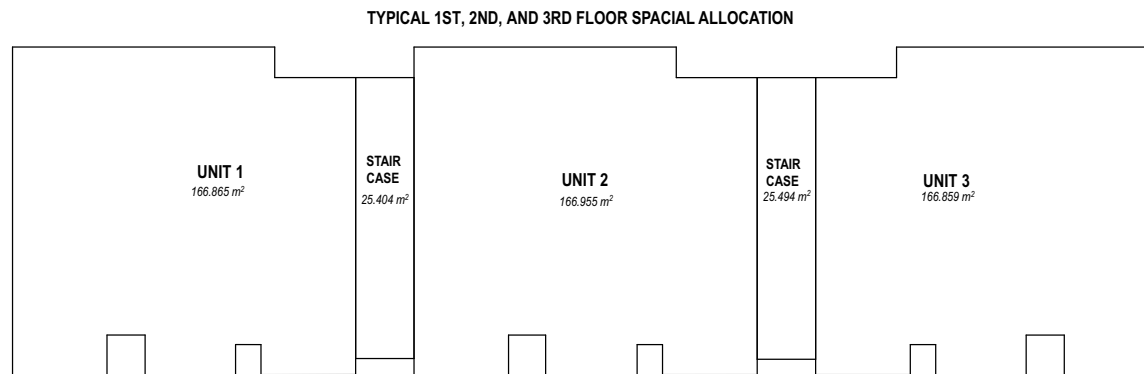 TYPICAL 1ST, 2ND, AND 3RD FLOOR SPACIAL ALLOCATION
UNIT 1
166.865 m²
STAIR
CASE
25.404 m²
UNIT 2
166.955 m²
STAIR
CASE
25.494 m²
UNIT 3
166.859 m²